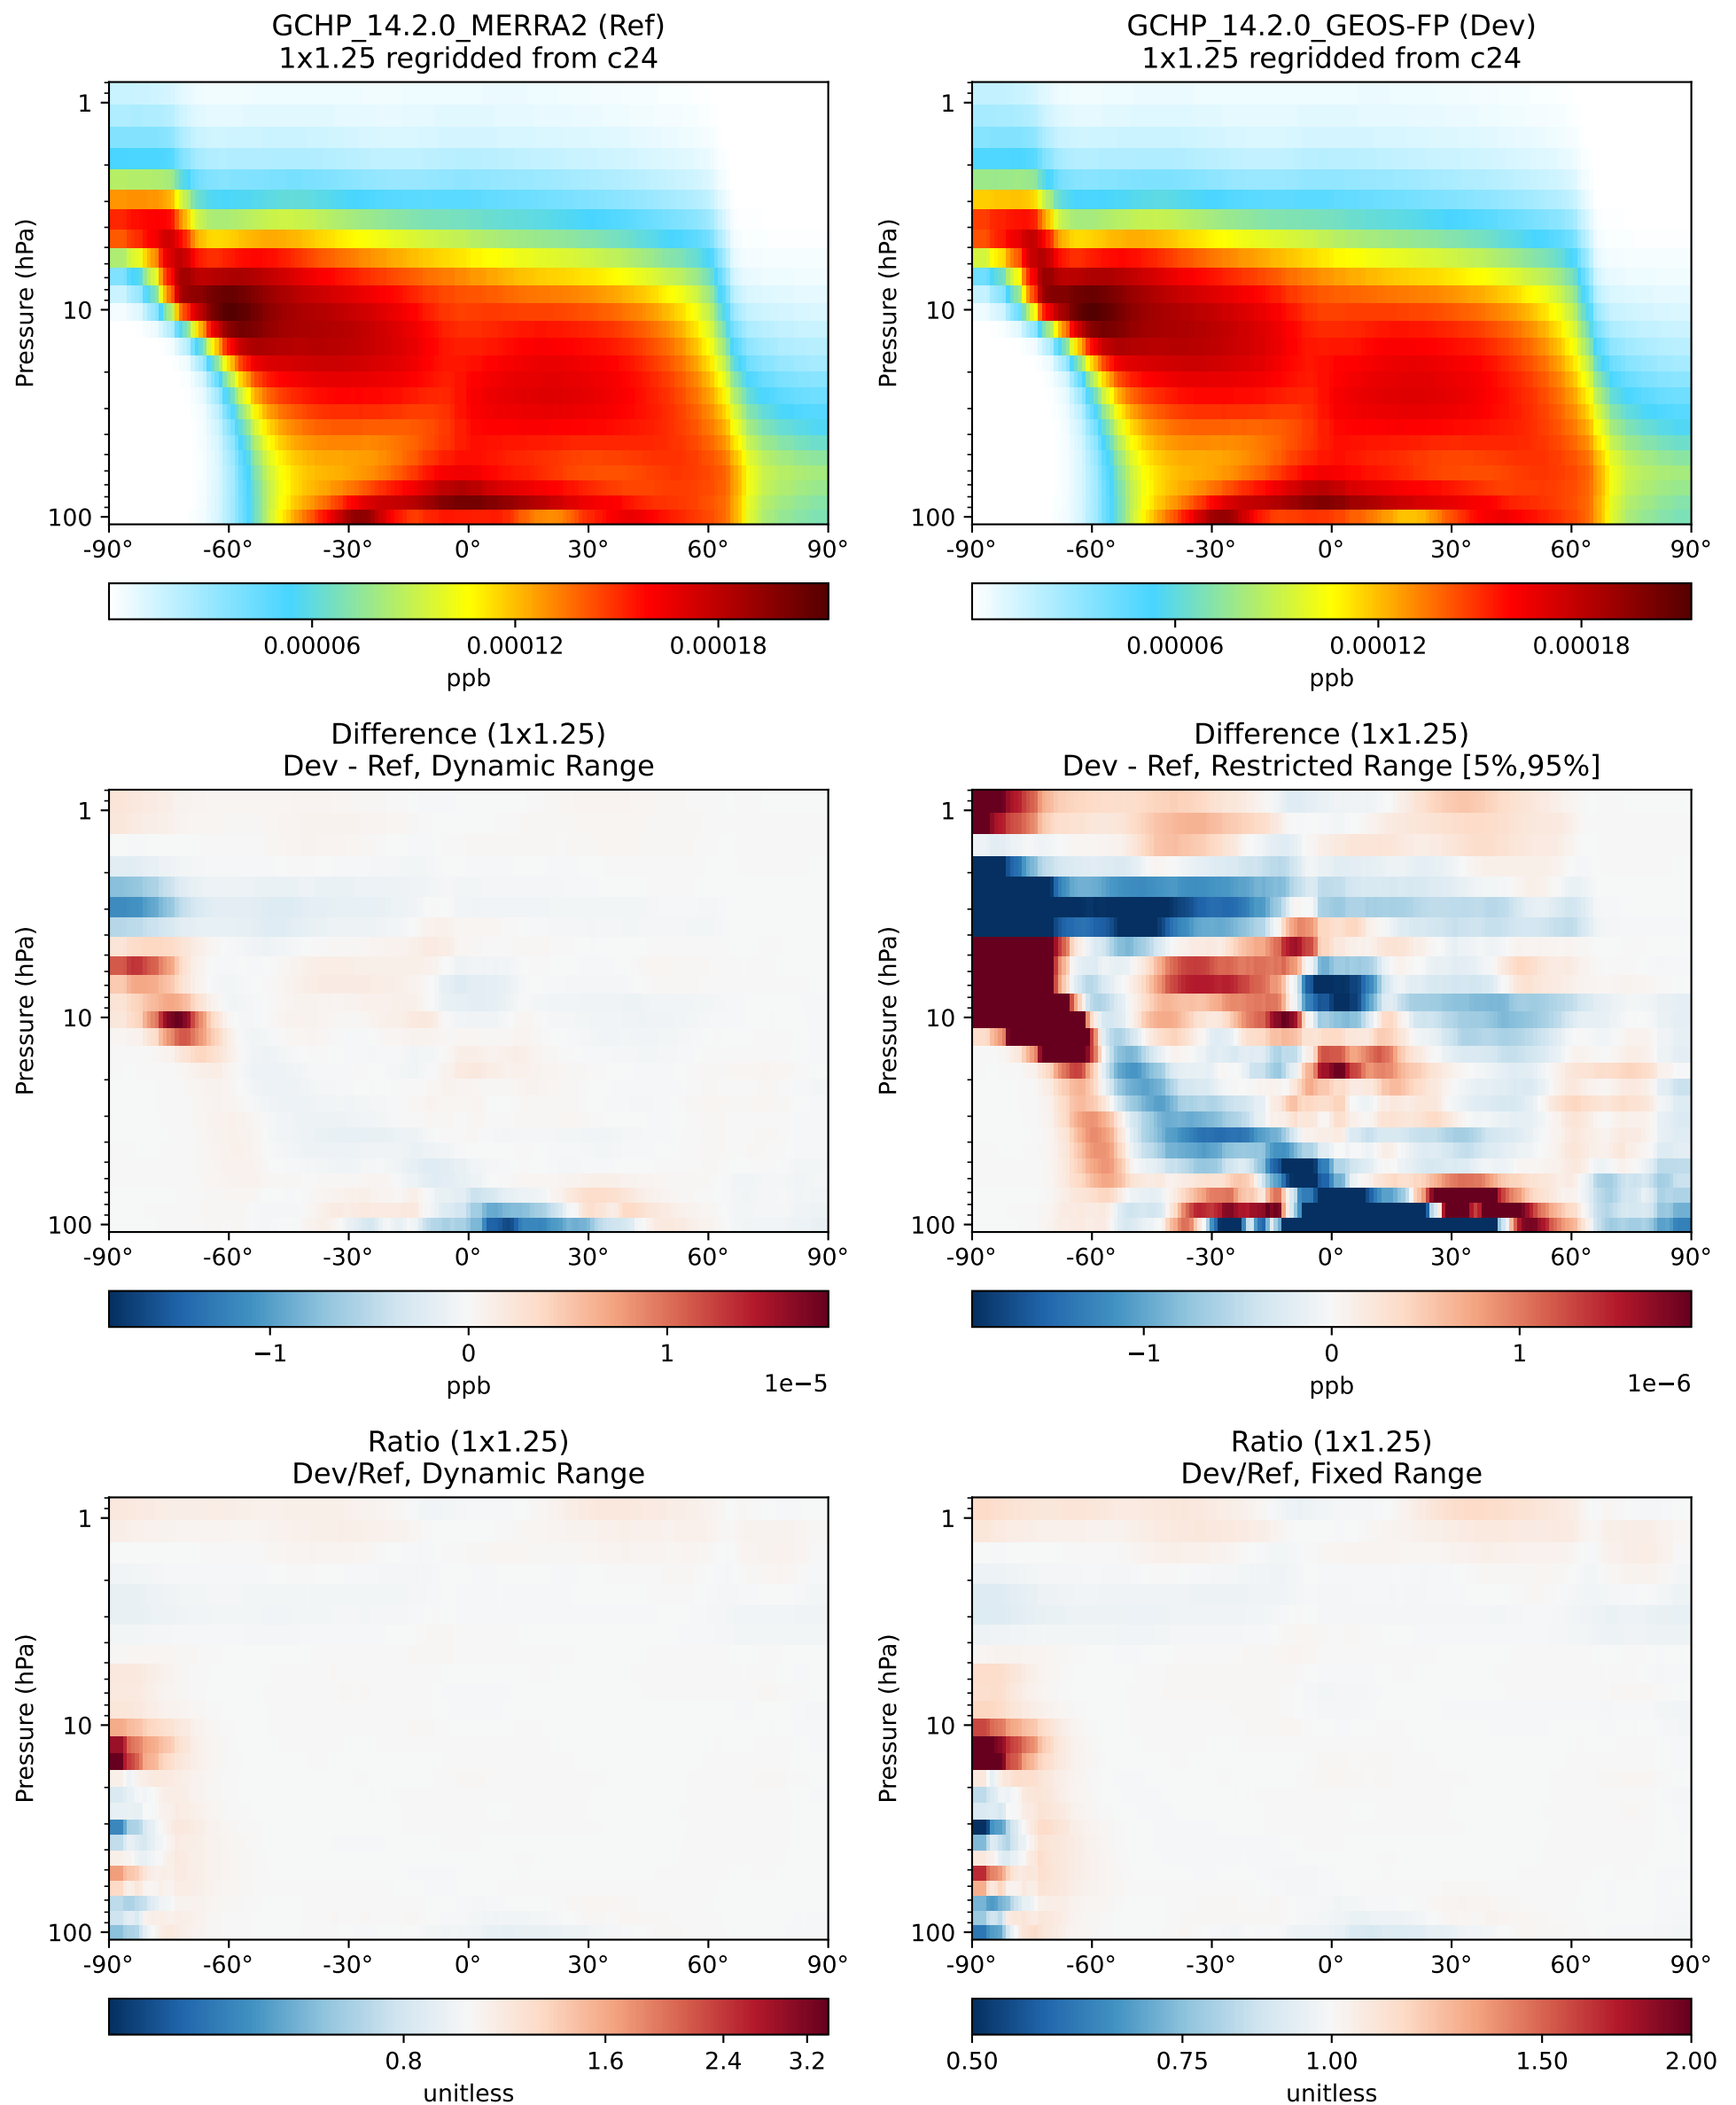 GCHP_14.2.0_MERRA2 (Ref)
1x1.25 regridded from c24
Pressure (hPa)
1
10
100
-90° -60° -30° 0° 30° 60° 90°
0.00006 0.00012 0.00018
ppb
GCHP_14.2.0_GEOS-FP (Dev)
1x1.25 regridded from c24
Pressure (hPa)
1
10
100
-90° -60° -30° 0° 30° 60° 90°
0.00006 0.00012 0.00018
ppb
Difference (1x1.25)
Dev - Ref, Dynamic Range
Pressure (hPa)
1
10
100
-90° -60° -30° 0° 30° 60° 90°
−1 0 1
ppb
1e−5
Difference (1x1.25)
Dev - Ref, Restricted Range [5%,95%]
Pressure (hPa)
1
10
100
-90° -60° -30° 0° 30° 60° 90°
−1 0 1
ppb
1e−6
Ratio (1x1.25)
Dev/Ref, Dynamic Range
Pressure (hPa)
1
10
100
-90° -60° -30° 0° 30° 60° 90°
0.8 1.6 2.4 3.2
unitless
Ratio (1x1.25)
Dev/Ref, Fixed Range
Pressure (hPa)
1
10
100
-90° -60° -30° 0° 30° 60° 90°
0.50 0.75 1.00 1.50 2.00
unitless